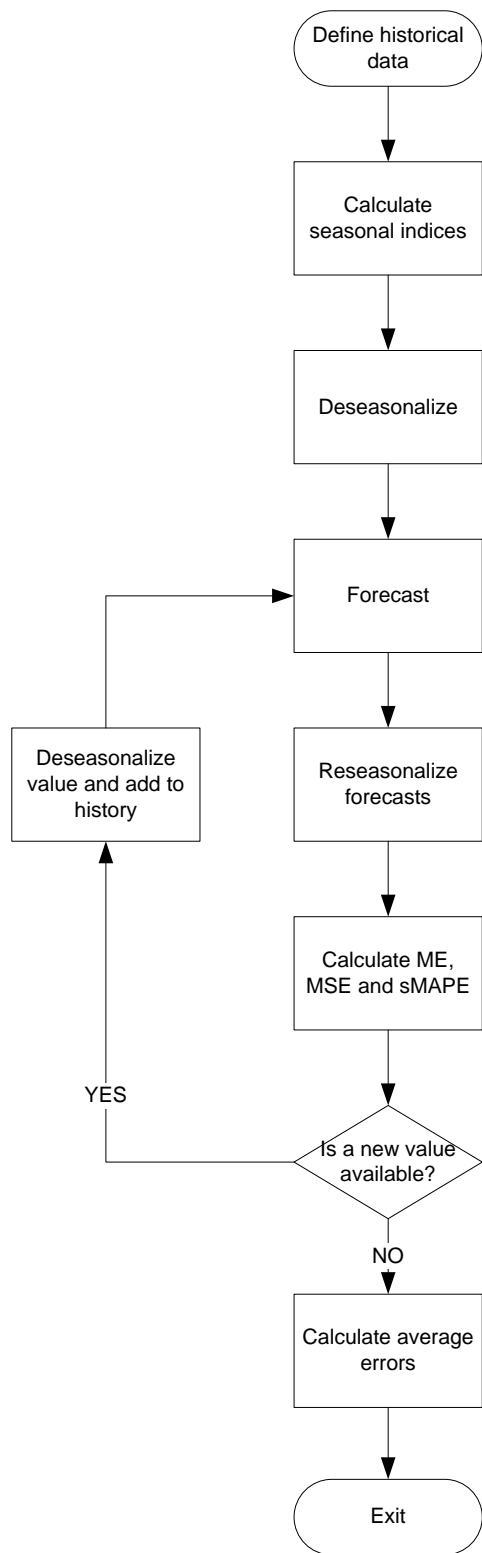 Define historical
data
Calculate
seasonal indices
Deseasonalize
Forecast
Deseasonalize
value and add to
history
Reseasonalize
forecasts
Calculate ME,
MSE and sMAPE
YES
Is a new value
available?
NO
Calculate average
errors
Exit